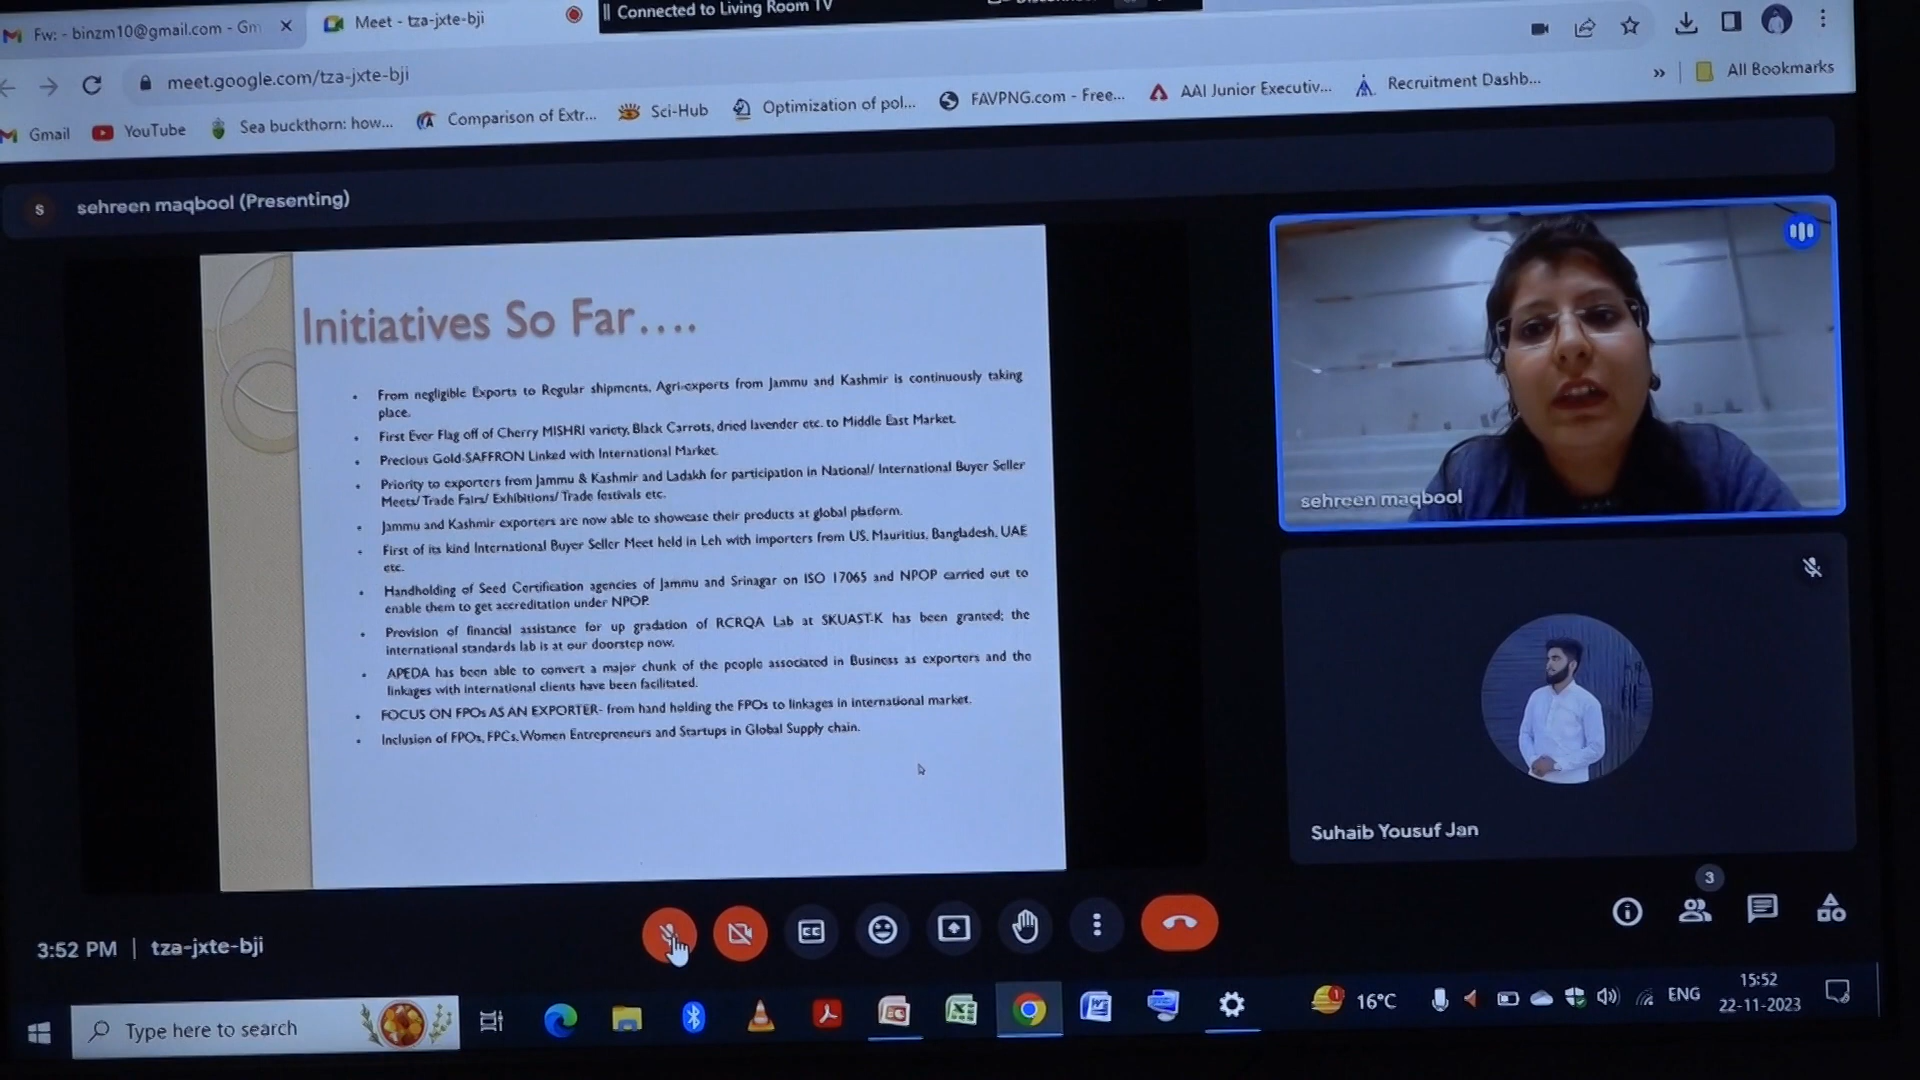 Fw: - binzm10@gmail.com - Gm
Meet - tza-jxte-bji
Connected to Living Room TV
meet.google.com/tza-jxte-bji
Gmail
YouTube
Sea buckthorn: how...
Comparison of Extr...
Sci-Hub
Optimization of pol...
FAVPNG.com - Free...
AAI Junior Executiv...
Recruitment Dashb...
»
All Bookmarks
S
sehreen maqbool (Presenting)
Initiatives So Far....
• From negligible Exports to Regular shipments, Agri-exports from Jammu and Kashmir is continuously taking
place.
• First Ever Flag off of Cherry MISHRI variety, Black Carrots, dried lavender etc. to Middle East Market.
• Precious Gold-SAFFRON Linked with International Market.
• Priority to exporters from Jammu & Kashmir and Ladakh for participation in National/ International Buyer Seller
Meets/ Trade Fairs/ Exhibitions/ Trade festivals etc.
• Jammu and Kashmir exporters are now able to showcase their products at global platform.
• First of its kind International Buyer Seller Meet held in Leh with importers from US, Mauritius, Bangladesh, UAE
etc.
• Handholding of Seed Certification agencies of Jammu and Srinagar on ISO 17065 and NPOP carried out to
enable them to get accreditation under NPOP.
• Provision of financial assistance for up gradation of RCRQA Lab at SKUAST-K has been granted; the
international standards lab is at our doorstep now.
• APEDA has been able to convert a major chunk of the people associated in Business as exporters and the
linkages with international clients have been facilitated.
• FOCUS ON FPOs AS AN EXPORTER- from hand holding the FPOs to linkages in international market.
• Inclusion of FPOs, FPCs, Women Entrepreneurs and Startups in Global Supply chain.
sehreen maqbool
Suhaib Yousuf Jan
3:52 PM | tza-jxte-bji
CC
3
Type here to search
1
16°C
ENG
15:52
22-11-2023